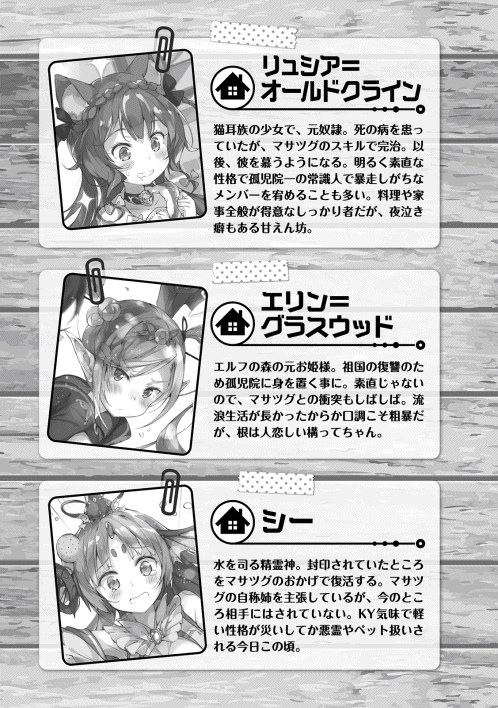 リュシア＝
オールドクライン
猫耳族の少女で、元奴隷。死の病を患っ
ていたが、マサツグのスキルで完治。以
後、彼を慕うようになる。明るく素直な
性格で孤児院一の常識人で暴走しがちな
メンバーを宥めることも多い。料理や家
事全般が得意なしっかり者だが、夜泣き
癖もある甘えん坊。
エリン＝
グラスウッド
エルフの森の元お姫様。祖国の復讐のた
め孤児院に身を置く事に。素直じゃない
ので、マサツグとの衝突もしばしば。流
浪生活が長かったからか口調こそ粗暴だ
が、根は人恋しい構ってちゃん。
シー
水を司る精霊神。封印されていたところ
をマサツグのおかげで復活する。マサツ
グの自称姉を主張しているが、今のとこ
ろ相手にはされていない。KY気味で軽
い性格が災いしてか悪霊やペット扱いさ
れる今日この頃。